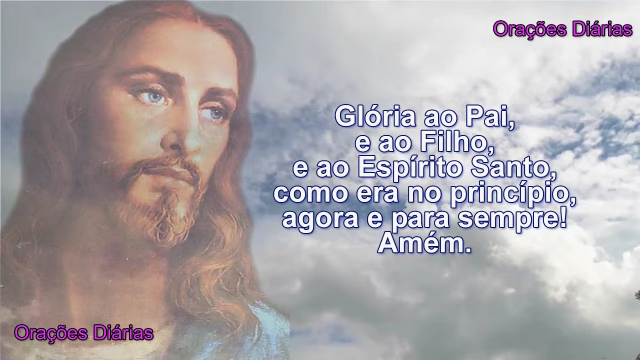 Orações Diárias
Glória ao Pai,
e ao Filho,
e ao Espírito Santo,
como era no princípio,
agora e para sempre!
Amém.
Orações Diárias